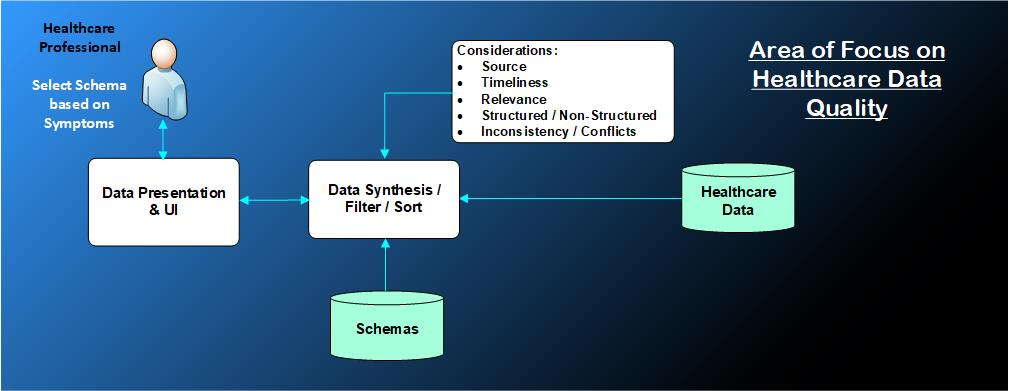 Healthcare
Professional
Select Schema
based on
Symptoms
Considerations:
• Source
• Timeliness
• Relevance
• Structured / Non-Structured
• Inconsistency / Conflicts
Area of Focus on
Healthcare Data
Quality
Data Presentation
& UI
Data Synthesis /
Filter / Sort
Healthcare
Data
Schemas